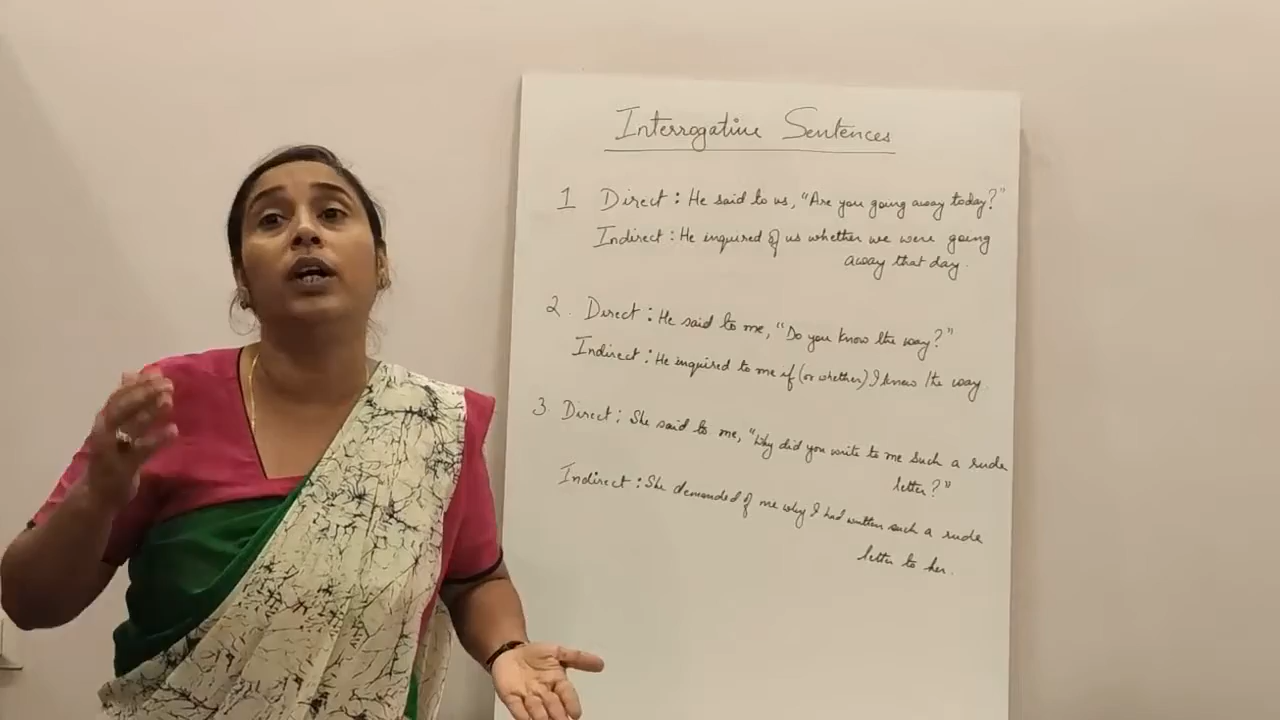 Interrogative Sentences
1 Direct : He said to us, "Are you going away today?"
Indirect : He inquired of us whether we were going
away that day.
2. Direct : He said to me, "Do you know the way?"
Indirect : He inquired to me if (or whether) I knew the way.
3 Direct : She said to me, "Why did you write to me such a rude
letter?"
Indirect : She demanded of me why I had written such a rude
letter to her.